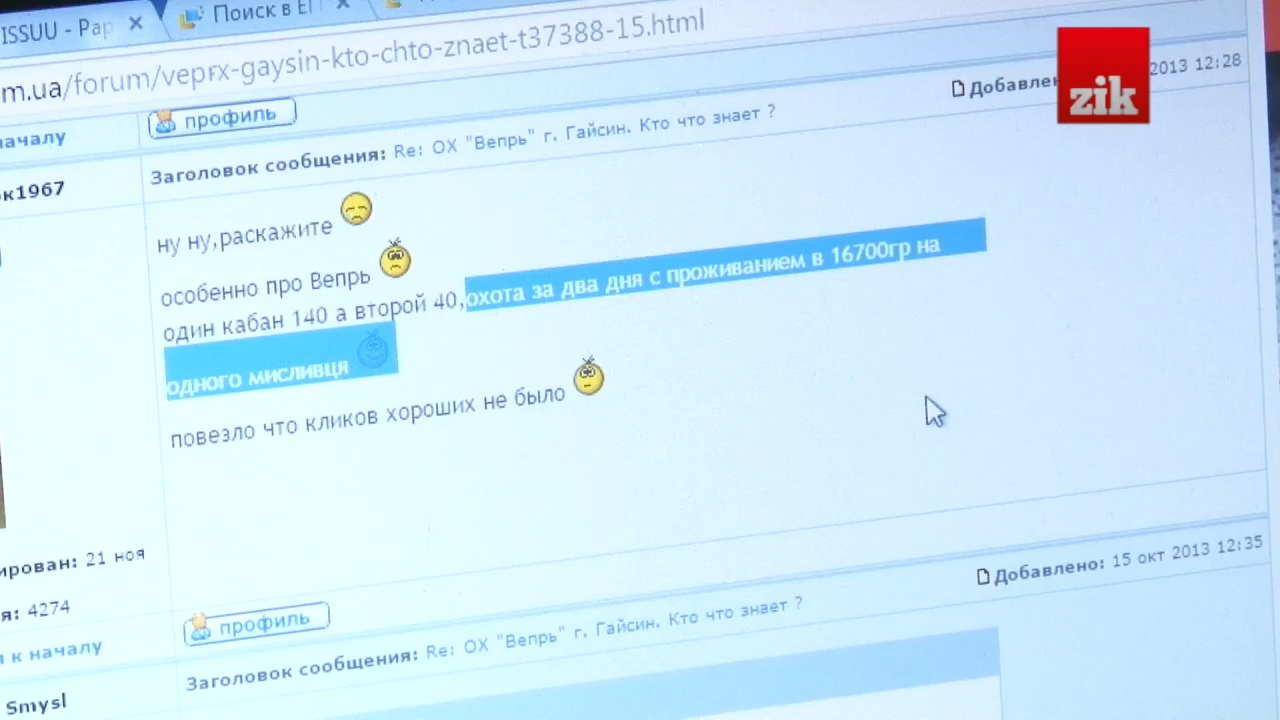 ISSUU - Pap
Поиск в ЕГ
m.ua/forum/veprx-gaysin-kto-chto-znaet-t37388-15.html
zik
началу
профиль
Добавлено
2013 12:28
к1967
Заголовок сообщения: Re: ОХ "Вепрь" г. Гайсин. Кто что знает ?
ну ну,раскажите
особенно про Вепрь
один кабан 140 а второй 40,охота за два дня с проживанием в 16700гр на
одного мисливця
повезло что кликов хороших не было
ирован: 21 ноя
я: 4274
я к началу
профиль
Добавлено: 15 окт 2013 12:35
Smysl
Заголовок сообщения: Re: ОХ "Вепрь" г. Гайсин. Кто что знает ?